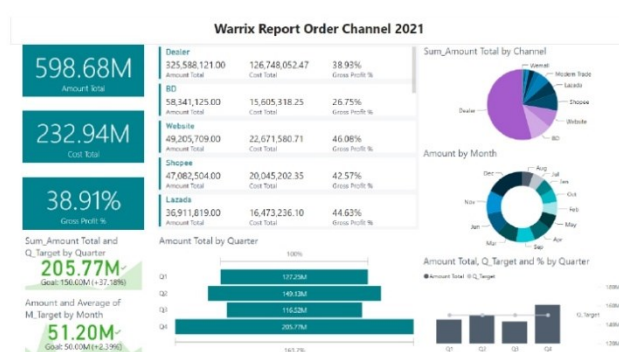 Warrix Report Order Channel 2021
598.68M
Amount Total
232.94M
Cost Total
38.91%
Gross Profit %
Sum_Amount Total and
Q_Target by Quarter
205.77M
Goal: 150.00M (+37.18%)
Amount and Average of
M_Target by Month
51.20M
Goal: 50.00M (+2.39%)
Dealer
325,588,121.00 126,748,052.47 38.93%
Amount Total Cost Total Gross Profit %
BD
58,341,125.00 15,605,318.25 26.75%
Amount Total Cost Total Gross Profit %
Website
49,205,709.00 22,671,580.71 46.08%
Amount Total Cost Total Gross Profit %
Shopee
47,082,504.00 20,045,202.35 42.57%
Amount Total Cost Total Gross Profit %
Lazada
36,911,819.00 16,473,236.10 44.63%
Amount Total Cost Total Gross Profit %
Amount Total by Quarter
100%
Q1 127.25M
Q2 149.13M
Q3 116.52M
Q4 205.77M
161.7%
Sum_Amount Total by Channel
Modern Trade
Lazada
Shopee
Website
BD
Dealer
Amount by Month
Aug
Jul
Jun
Oct
Feb
May
Apr
Sep
Mar
Jan
Nov
Dec
Amount Total, Q_Target and % by Quarter
Amount Total Q_Target
Q_Target
Q1 Q2 Q3 Q4